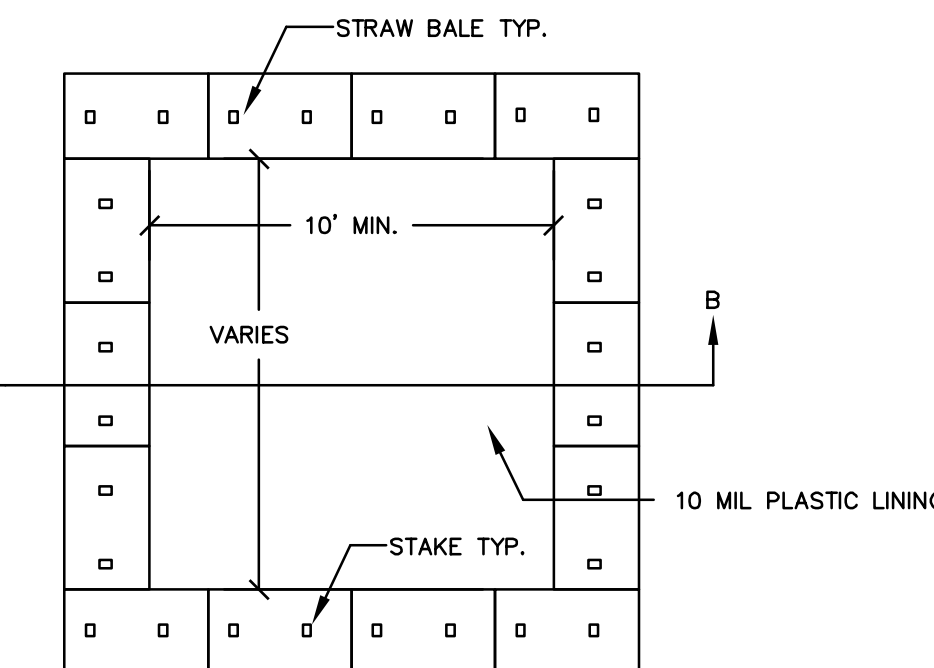 STRAW BALE TYP.
10' MIN.
B
VARIES
10 MIL PLASTIC LINING
STAKE TYP.